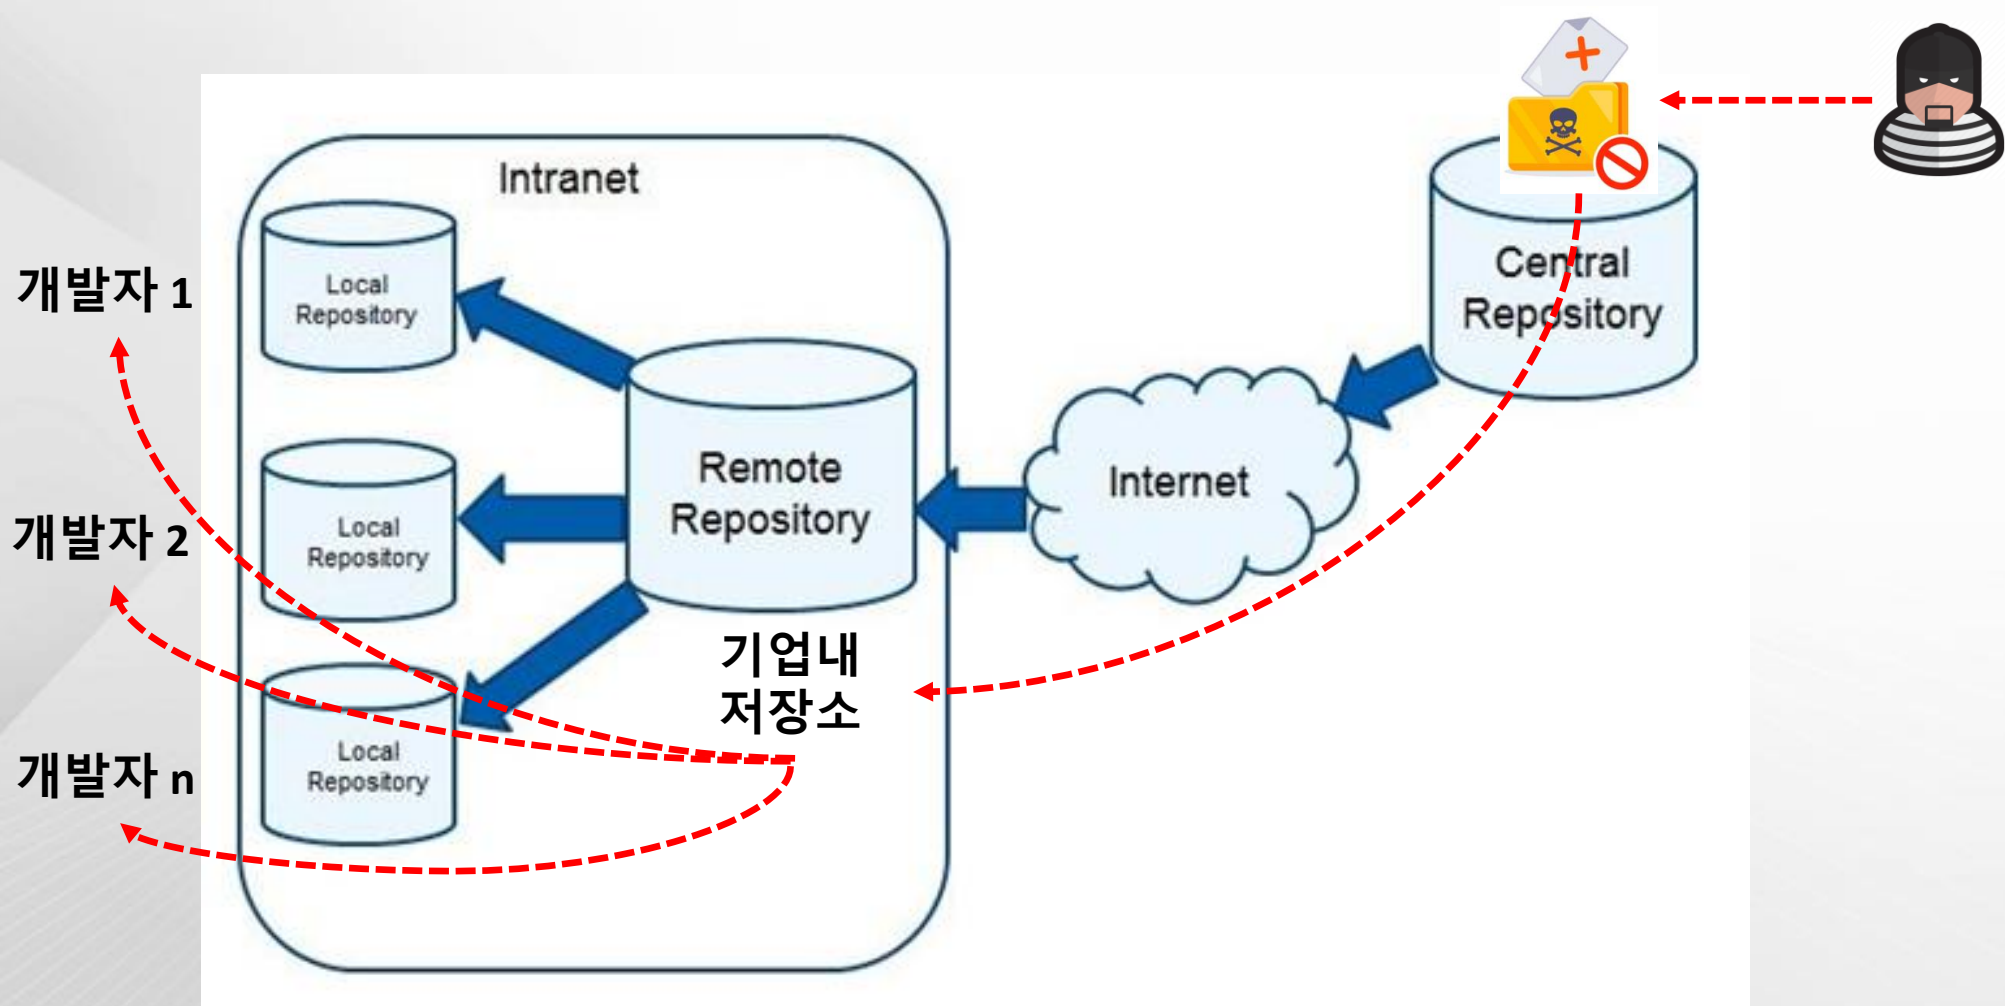 Intranet
Local
Repository
개발자 1
Central
Repository
Remote
Repository
Internet
Local
Repository
개발자 2
기업내
저장소
Local
Repository
개발자 n